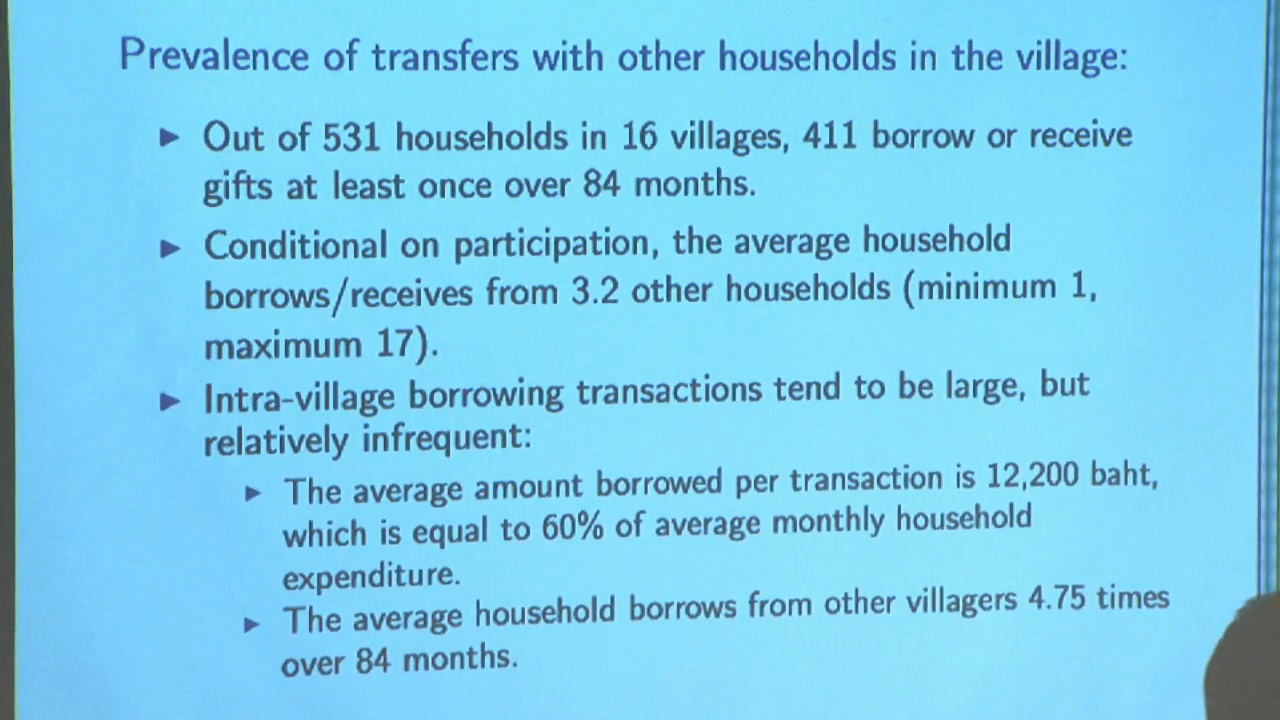 Prevalence of transfers with other households in the village:
► Out of 531 households in 16 villages, 411 borrow or receive
gifts at least once over 84 months.
► Conditional on participation, the average household
borrows/receives from 3.2 other households (minimum 1,
maximum 17).
► Intra-village borrowing transactions tend to be large, but
relatively infrequent:
► The average amount borrowed per transaction is 12,200 baht,
which is equal to 60% of average monthly household
expenditure.
► The average household borrows from other villagers 4.75 times
over 84 months.